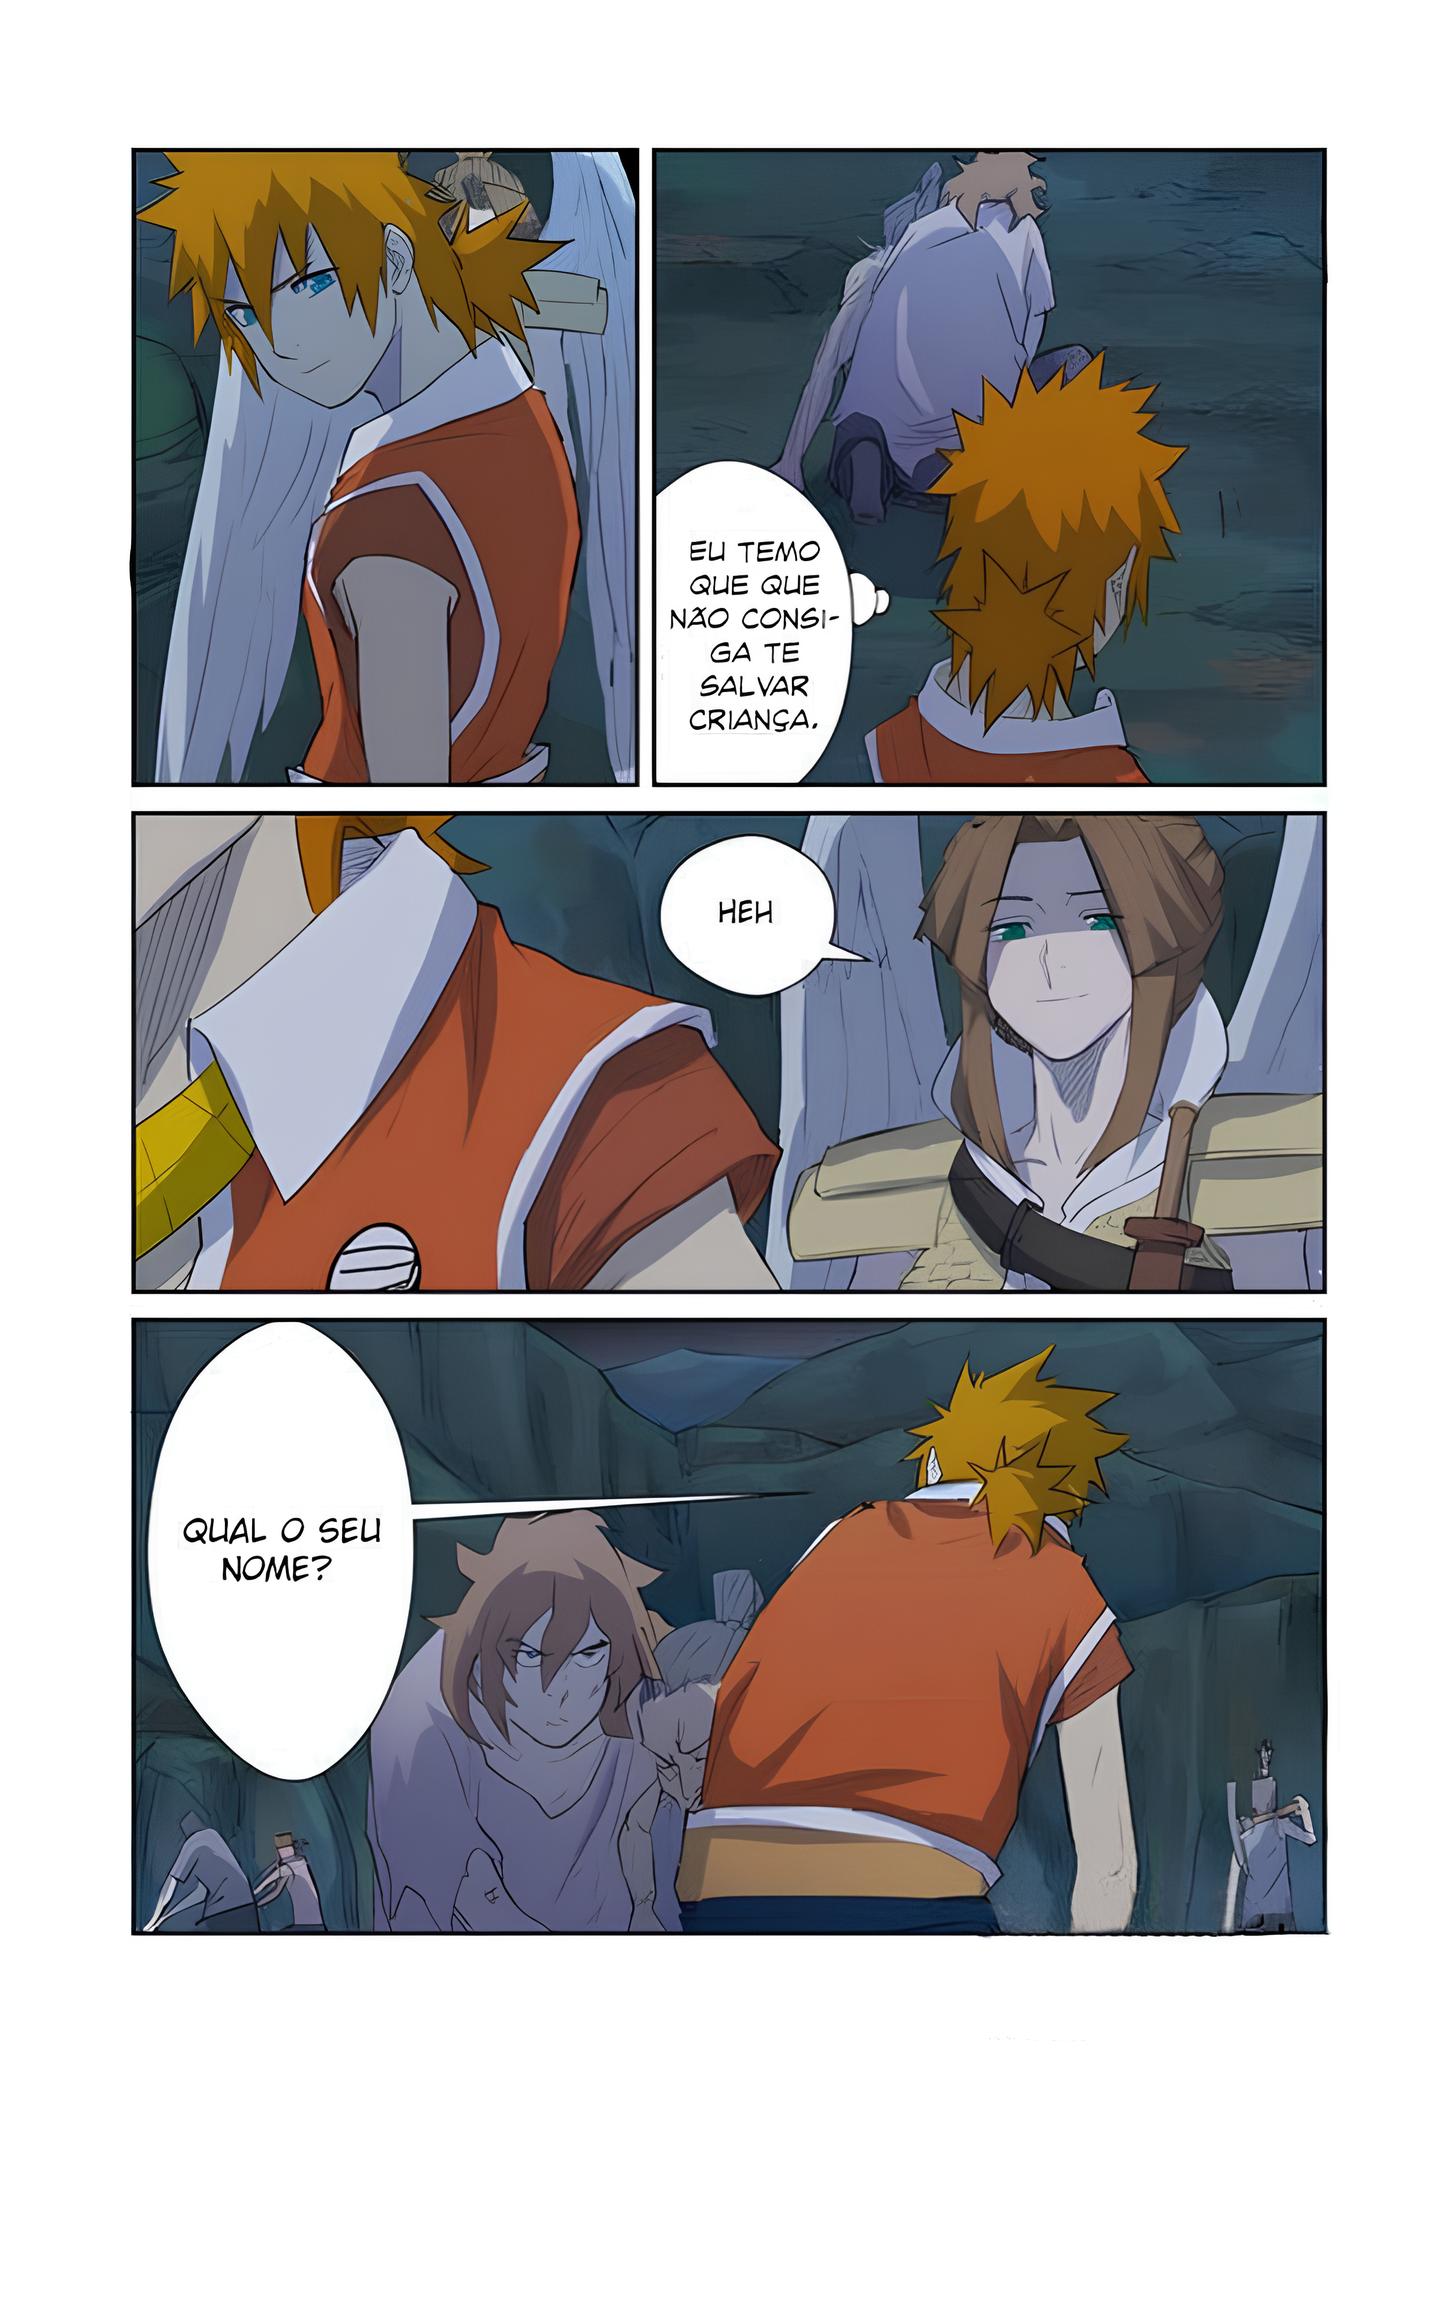 EU TEMO
QUE QUE
NÃO CONSI-
GA TE
SALVAR
CRIANÇA.
HEH
QUAL O SEU
NOME?